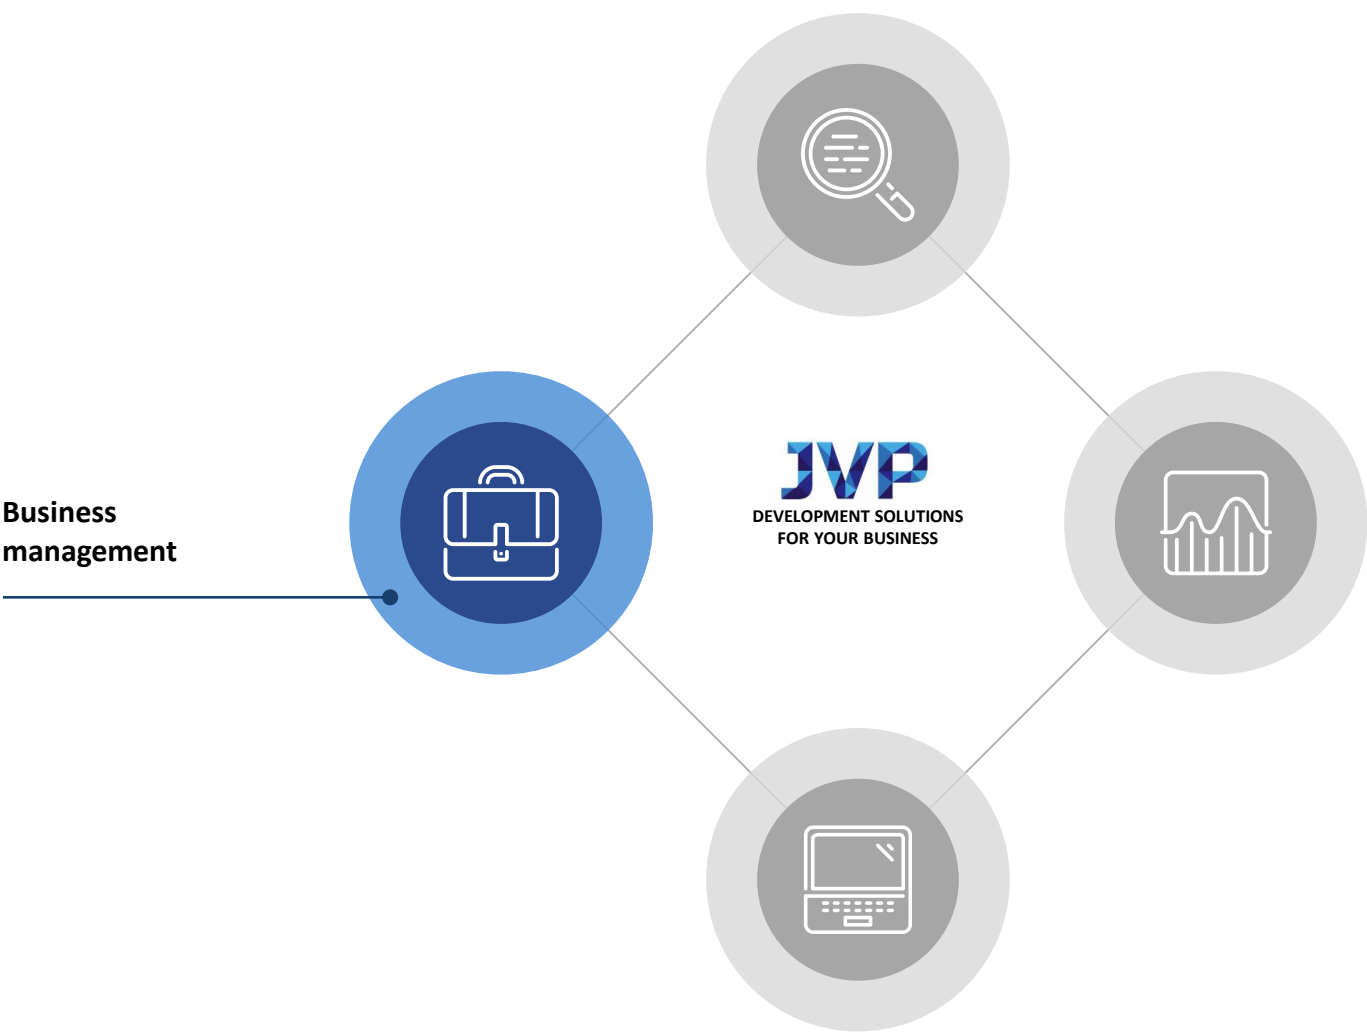 Business
management
JVP
DEVELOPMENT SOLUTIONS
FOR YOUR BUSINESS